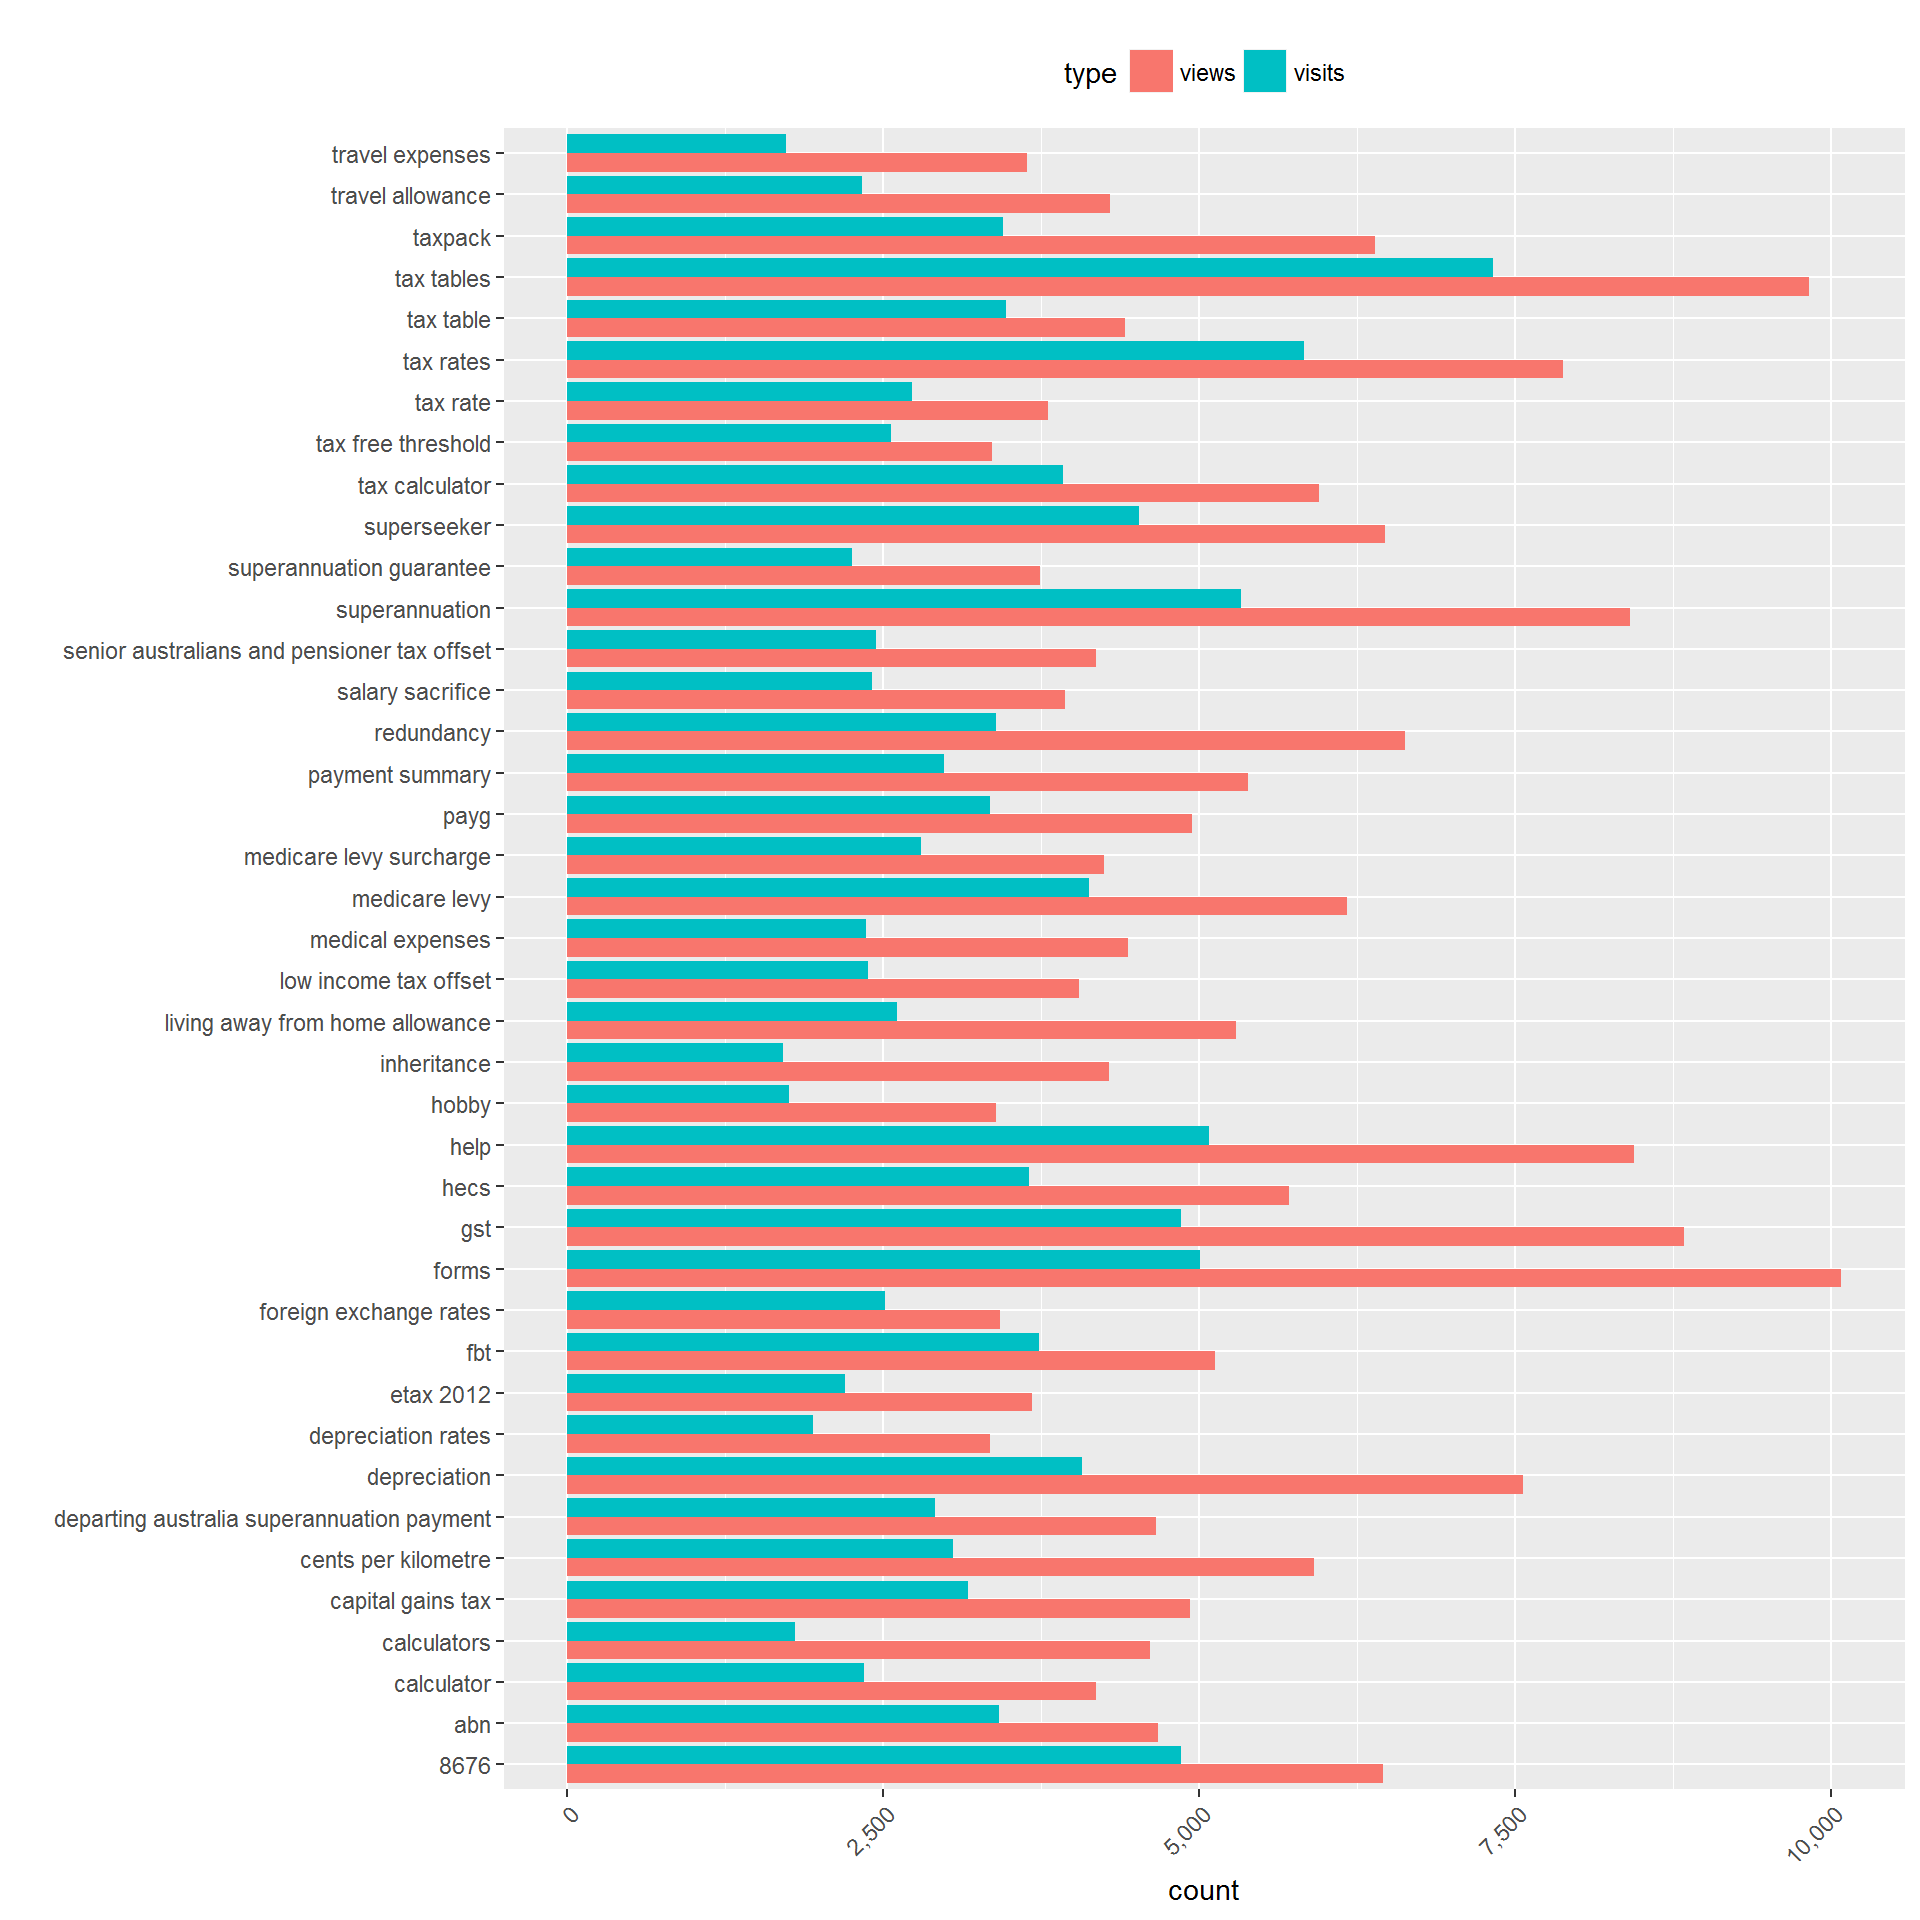 type views visits
travel expenses
travel allowance
taxpack
tax tables
tax table
tax rates
tax rate
tax free threshold
tax calculator
superseeker
superannuation guarantee
superannuation
senior australians and pensioner tax offset
salary sacrifice
redundancy
payment summary
payg
medicare levy surcharge
medicare levy
medical expenses
low income tax offset
living away from home allowance
inheritance
hobby
help
hecs
gst
forms
foreign exchange rates
fbt
etax 2012
depreciation rates
depreciation
departing australia superannuation payment
cents per kilometre
capital gains tax
calculators
calculator
abn
8676
0 2,500 5,000 7,500 10,000
count